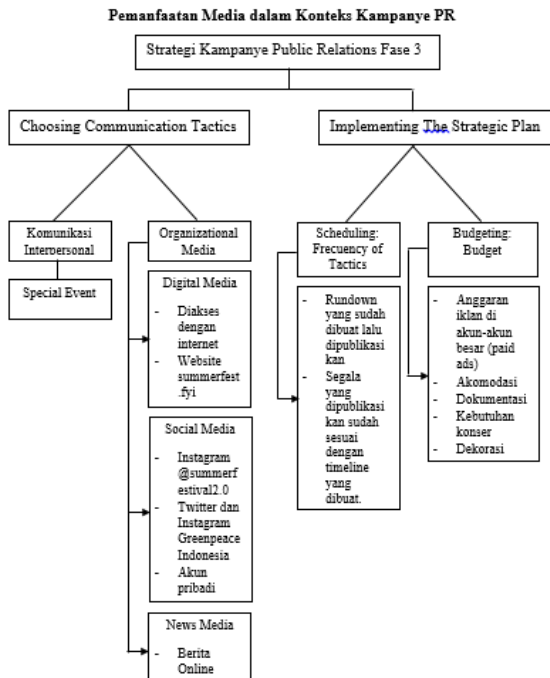 Pemanfaatan Media dalam Konteks Kampanye PR
Strategi Kampanye Public Relations Fase 3
Choosing Communication Tactics
Implementing The Strategic Plan
Komunikasi
Interpersonal
Special Event
Organizational
Media
Digital Media
- Diakses
dengan
internet
- Website
summerfest
.fyi
Social Media
- Instagram
@summerf
estival2.0
- Twitter dan
Instagram
Greenpeace
Indonesia
- Akun
pribadi
News Media
- Berita
Online
Scheduling:
Frecuency of
Tactics
- Rundown
yang sudah
dibuat lalu
dipublikasi
kan
- Segala
yang
dipublikasi
kan sudah
sesuai
dengan
timeline
yang
dibuat.
Budgeting:
Budget
- Anggaran
iklan di
akun-akun
besar (paid
ads)
- Akomodasi
- Dokumentasi
- Kebutuhan
konser
- Dekorasi